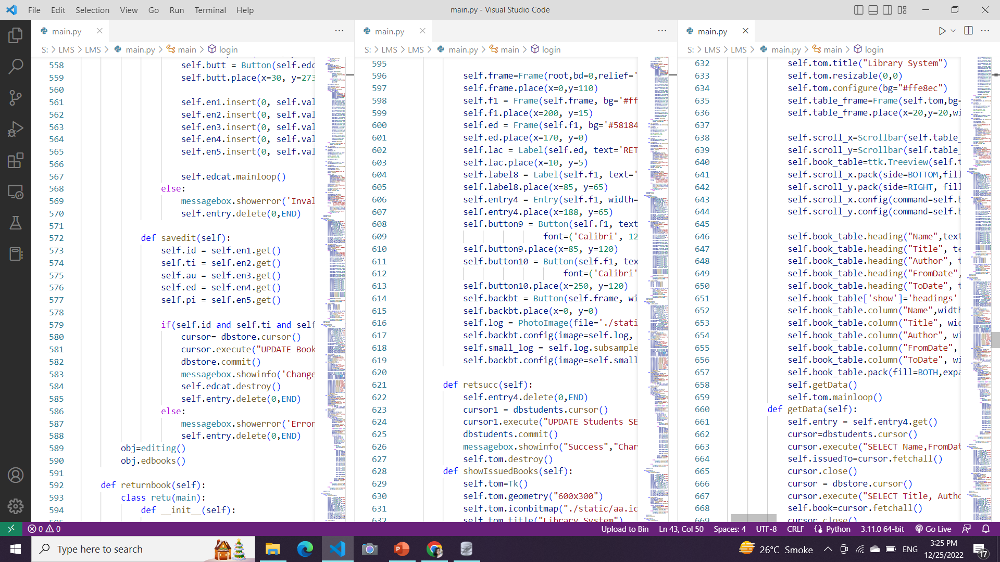 File Edit Selection View Go Run Terminal Help
main.py - Visual Studio Code
main.py
S: > LMS > LMS > main.py > main > login
558 self.butt = Button(self.edc
559 self.butt.place(x=30, y=273
560
561 self.en1.insert(0, self.val
562 self.en2.insert(0, self.val
563 self.en3.insert(0, self.val
564 self.en4.insert(0, self.val
565 self.en5.insert(0, self.val
566
567 self.edcat.mainloop()
568 else:
569 messagebox.showerror('Inval
570 self.entry.delete(0,END)
571
572 def savedit(self):
573 self.id = self.en1.get()
574 self.ti = self.en2.get()
575 self.au = self.en3.get()
576 self.ed = self.en4.get()
577 self.pi = self.en5.get()
578
579 if(self.id and self.ti and self
580 cursor= dbstore.cursor()
581 cursor.execute("UPDATE Book
582 dbstore.commit()
583 messagebox.showinfo('Change
584 self.edcat.destroy()
585 self.entry.delete(0,END)
586 else:
587 messagebox.showerror('Error
588 self.entry.delete(0,END)
589 obj=editing()
590 obj.edbooks()
591
592 def returnbook(self):
593 class retu(main):
594 def __init__(self):
main.py
S: > LMS > LMS > main.py > main > login
595
596 self.frame=Frame(root,bd=0,relief='
597 self.frame.place(x=0,y=110)
598 self.f1 = Frame(self.frame, bg='#ff
599 self.f1.place(x=200, y=15)
600 self.ed = Frame(self.f1, bg='#58184
601 self.ed.place(x=170, y=0)
602 self.lac = Label(self.ed, text='RET
603 self.lac.place(x=10, y=5)
604 self.label8 = Label(self.f1, text='
605 self.label8.place(x=85, y=65)
606 self.entry4 = Entry(self.f1, width=
607 self.entry4.place(x=188, y=65)
608 self.button9 = Button(self.f1, text
609 font=('Calibri', 12
610 self.button9.place(x=85, y=120)
611 self.button10 = Button(self.f1, tex
612 font=('Calibri'
613 self.button10.place(x=250, y=120)
614 self.backbt = Button(self.frame, wi
615 self.backbt.place(x=0, y=0)
616 self.log = PhotoImage(file='./stati
617 self.backbt.config(image=self.log,
618 self.small_log = self.log.subsample
619 self.backbt.config(image=self.small
620
621 def retsucc(self):
622 self.entry4.delete(0,END)
623 cursor1 = dbstudents.cursor()
624 cursor1.execute("UPDATE Students SE
625 dbstudents.commit()
626 messagebox.showinfo("Success","Chan
627 self.tom.destroy()
628 def showIssuedBooks(self):
629 self.tom=Tk()
630 self.tom.geometry("600x300")
631 self.tom.iconbitmap("./static/aa.ic
632 self.tom.title("Library System")
main.py
S: > LMS > LMS > main.py > main > login
632 self.tom.title("Library System")
633 self.tom.resizable(0,0)
634 self.tom.configure(bg="#ffe8ec")
635 self.table_frame=Frame(self.tom,bg=
636 self.table_frame.place(x=20,y=20,wi
637
638 self.scroll_x=Scrollbar(self.table_
639 self.scroll_y=Scrollbar(self.table_
640 self.book_table=ttk.Treeview(self.t
641 self.scroll_x.pack(side=BOTTOM,fill
642 self.scroll_y.pack(side=RIGHT, fill
643 self.scroll_x.config(command=self.b
644 self.scroll_y.config(command=self.b
645
646 self.book_table.heading("Name",text
647 self.book_table.heading("Title", te
648 self.book_table.heading("Author", t
649 self.book_table.heading("FromDate",
650 self.book_table.heading("ToDate", t
651 self.book_table['show']='headings'
652 self.book_table.column("Name",width
653 self.book_table.column("Title", wid
654 self.book_table.column("Author", wi
655 self.book_table.column("FromDate",
656 self.book_table.column("ToDate", wi
657 self.book_table.pack(fill=BOTH,expa
658 self.getData()
659 self.tom.mainloop()
660 def getData(self):
661 self.entry = self.entry4.get()
662 cursor=dbstudents.cursor()
663 cursor.execute("SELECT Name,FromDat
664 self.issuedTo=cursor.fetchall()
665 cursor.close()
666 cursor = dbstore.cursor()
667 cursor.execute("SELECT Title, Autho
668 self.book=cursor.fetchall()
669 cursor.close()
0 0
Upload to Bin Ln 43, Col 50 Spaces: 4 UTF-8 CRLF Python 3.11.0 64-bit Go Live
Type here to search
26°C Smoke
ENG
3:25 PM
12/25/2022
17